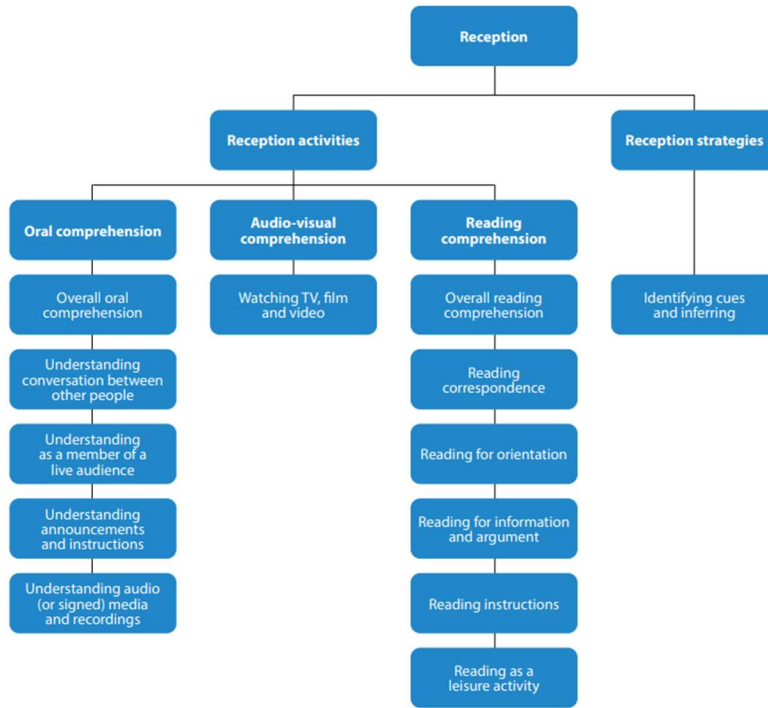 Reception
Reception activities
Reception strategies
Oral comprehension
Audio-visual
comprehension
Reading
comprehension
Overall oral
comprehension
Watching TV, film
and video
Overall reading
comprehension
Identifying cues
and inferring
Understanding
conversation between
other people
Reading
correspondence
Understanding
as a member of a
live audience
Reading for orientation
Understanding
announcements
and instructions
Reading for information
and argument
Understanding audio
(or signed) media
and recordings
Reading instructions
Reading as a
leisure activity